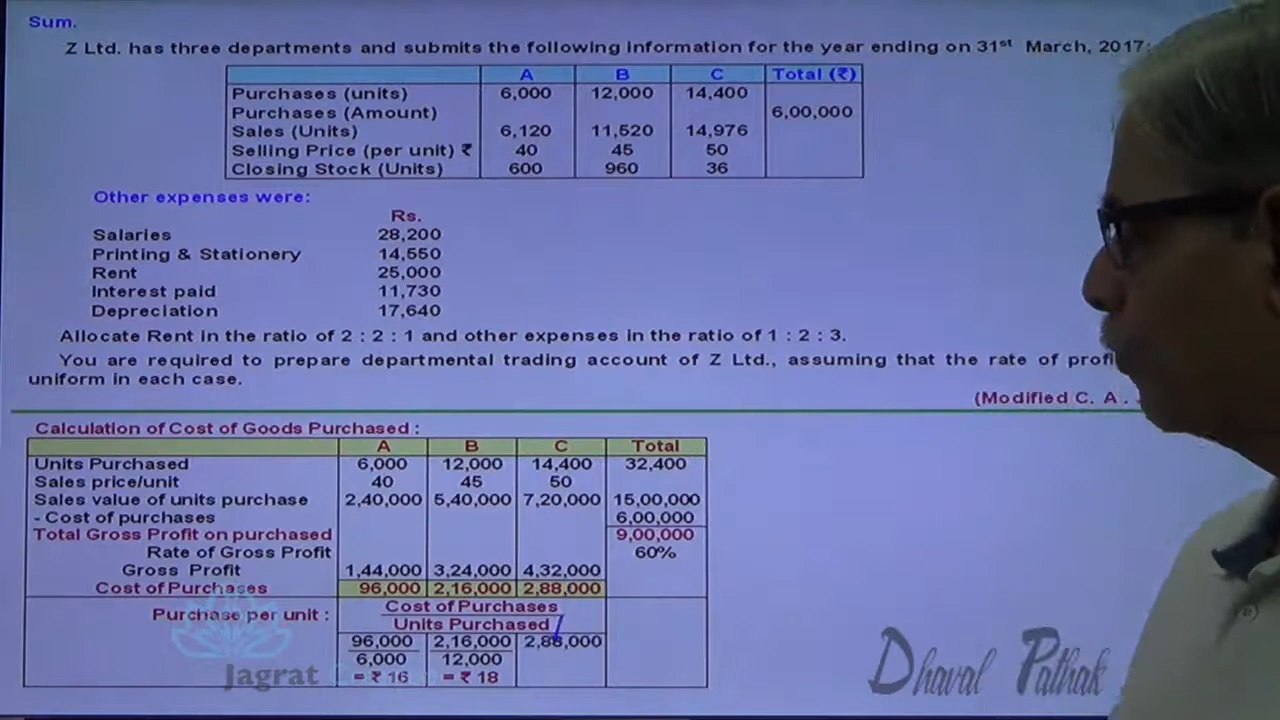 Sum.
Z Ltd. has three departments and submits the following information for the year ending on 31st March, 2017:
A B C Total (₹)
Purchases (units) 6,000 12,000 14,400
Purchases (Amount) 6,00,000
Sales (Units) 6,120 11,520 14,976
Selling Price (per unit) ₹ 40 45 50
Closing Stock (Units) 600 960 36
Other expenses were:
Rs.
Salaries 28,200
Printing & Stationery 14,550
Rent 25,000
Interest paid 11,730
Depreciation 17,640
Allocate Rent in the ratio of 2 : 2 : 1 and other expenses in the ratio of 1 : 2 : 3.
You are required to prepare departmental trading account of Z Ltd., assuming that the rate of
uniform in each case.
(Modified C. A.
Calculation of Cost of Goods Purchased :
A B C Total
Units Purchased 6,000 12,000 14,400 32,400
Sales price/unit 40 45 50
Sales value of units purchase 2,40,000 5,40,000 7,20,000 15,00,000
- Cost of purchases 6,00,000
Total Gross Profit on purchased 9,00,000
Rate of Gross Profit 60%
Gross Profit 1,44,000 3,24,000 4,32,000
Cost of Purchases 96,000 2,16,000 2,88,000
Purchase per unit : Cost of Purchases
Units Purchased
96,000 2,16,000 2,88,000
6,000 12,000
= ₹ 16 = ₹ 18
Jagrat
Dhaval Pathak